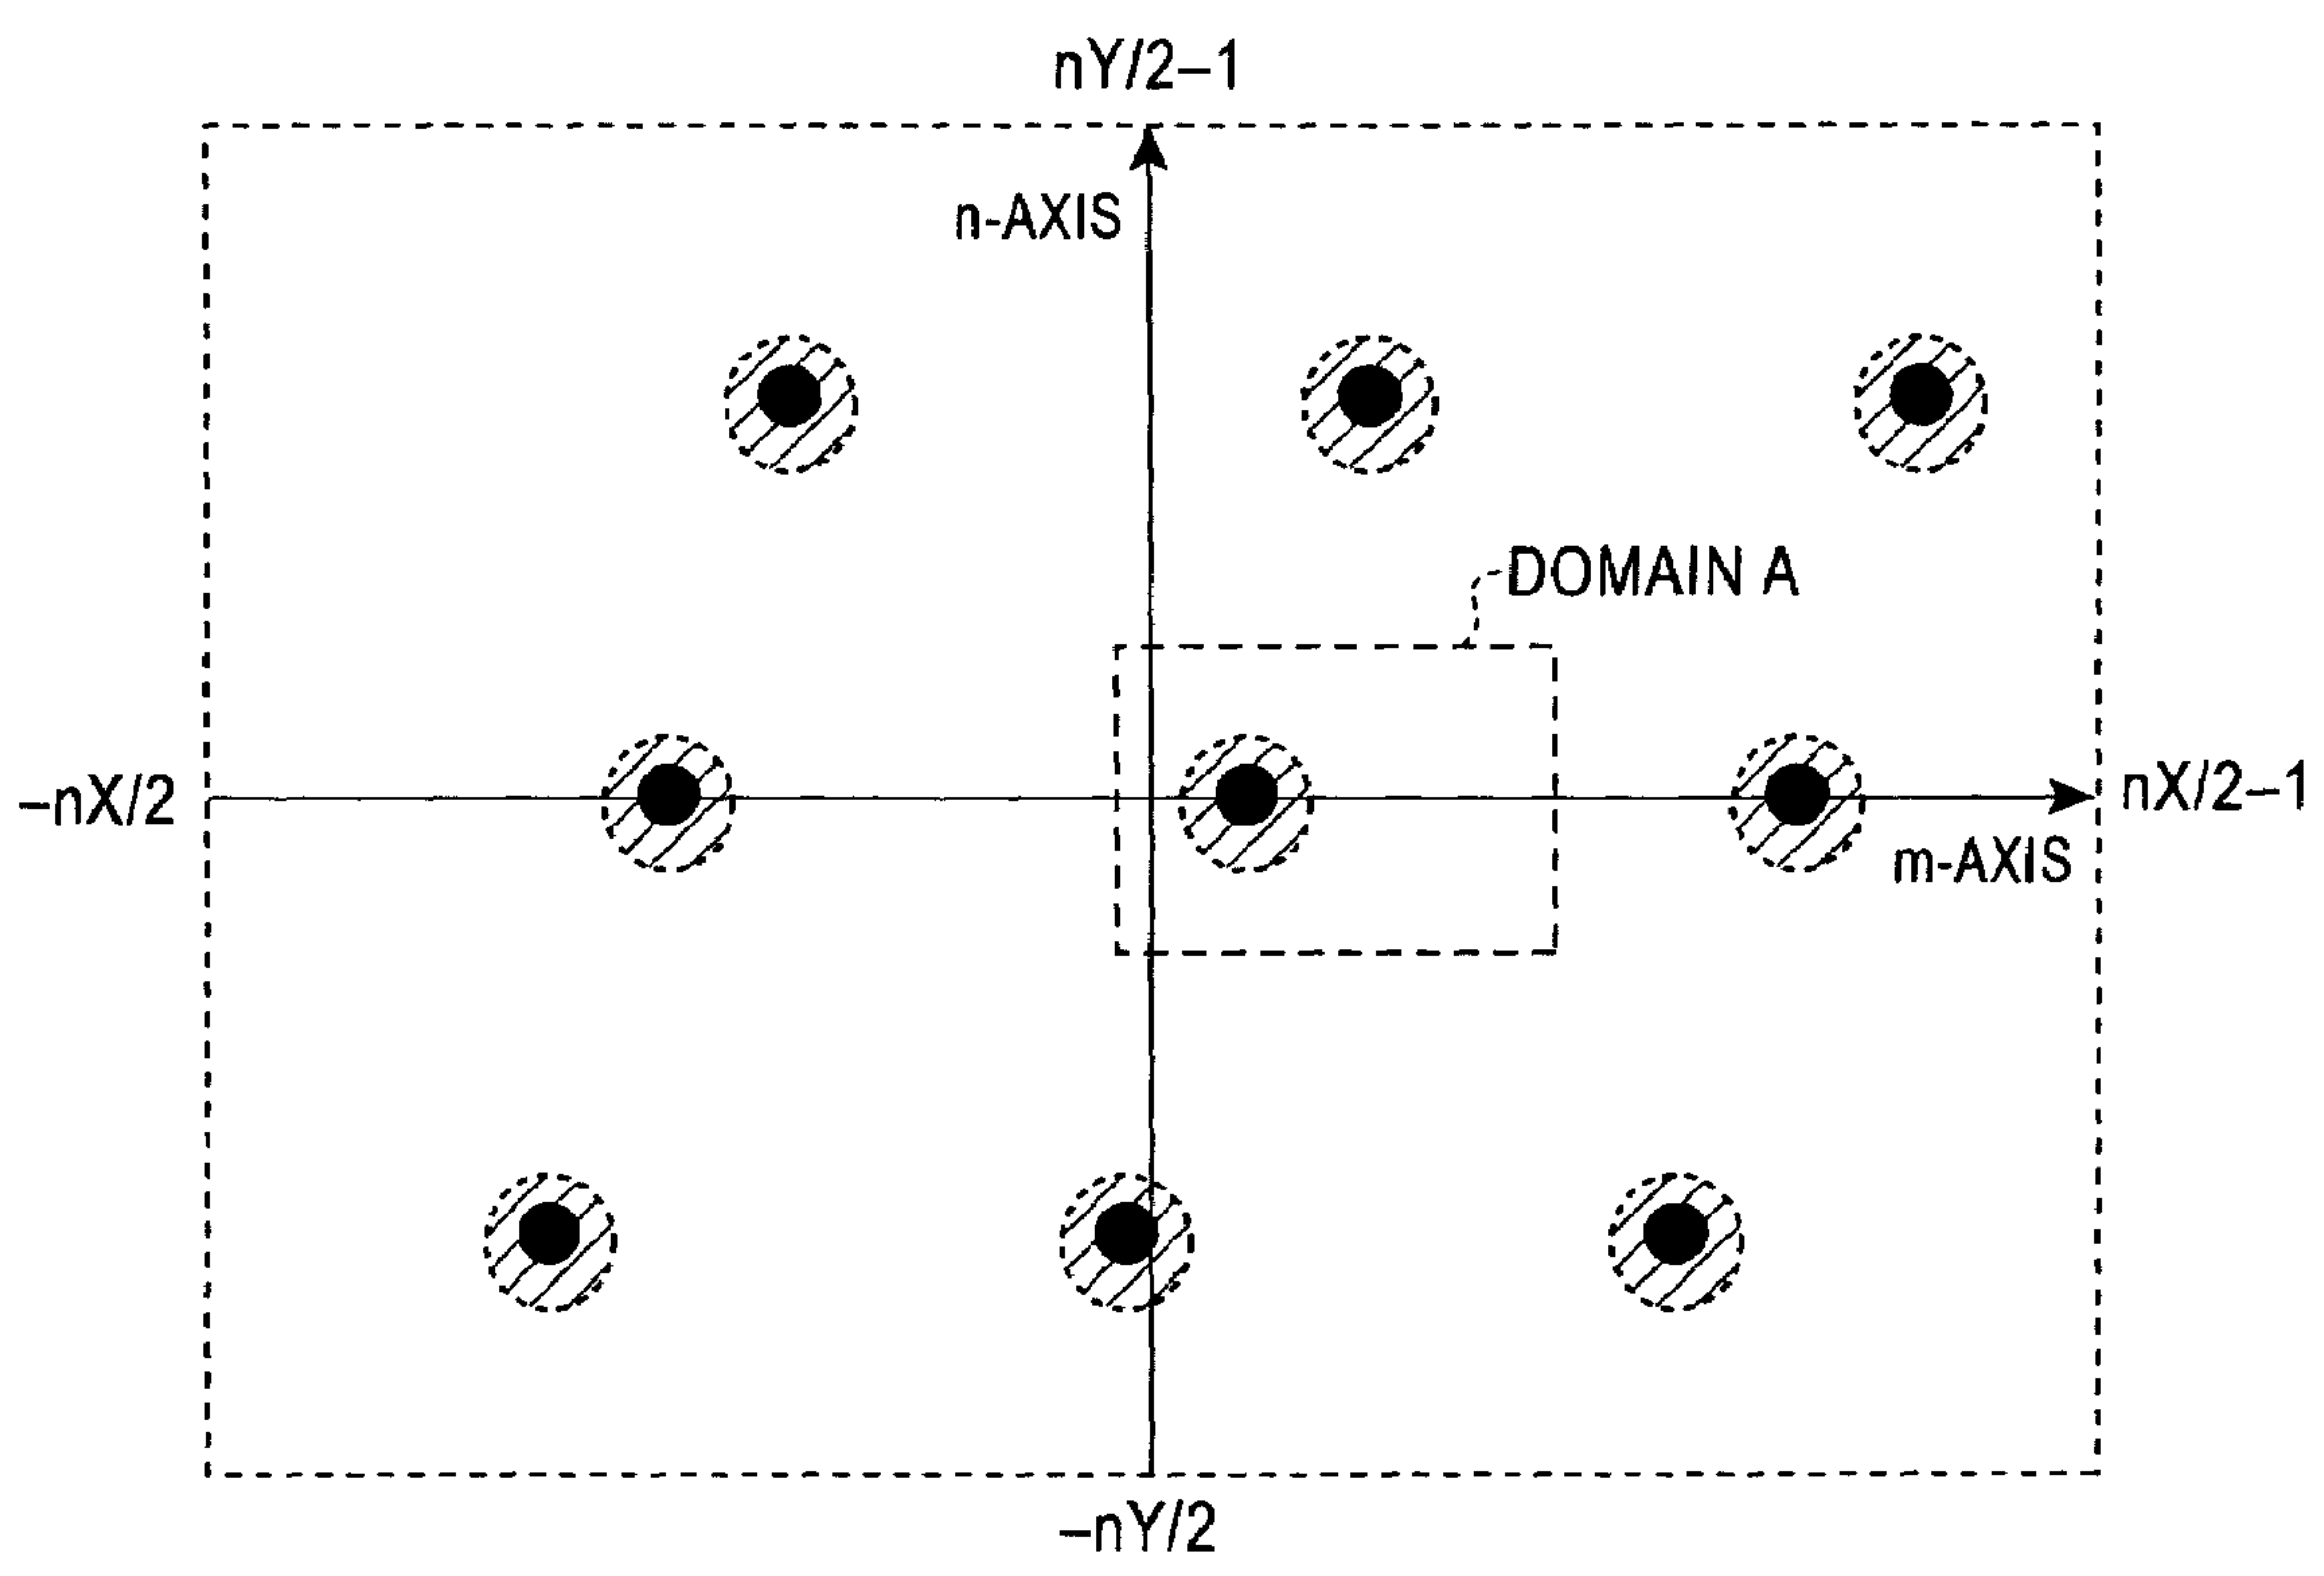 nY/2–1
n-AXIS
DOMAIN A
–nX/2
nX/2–1
m-AXIS
–nY/2